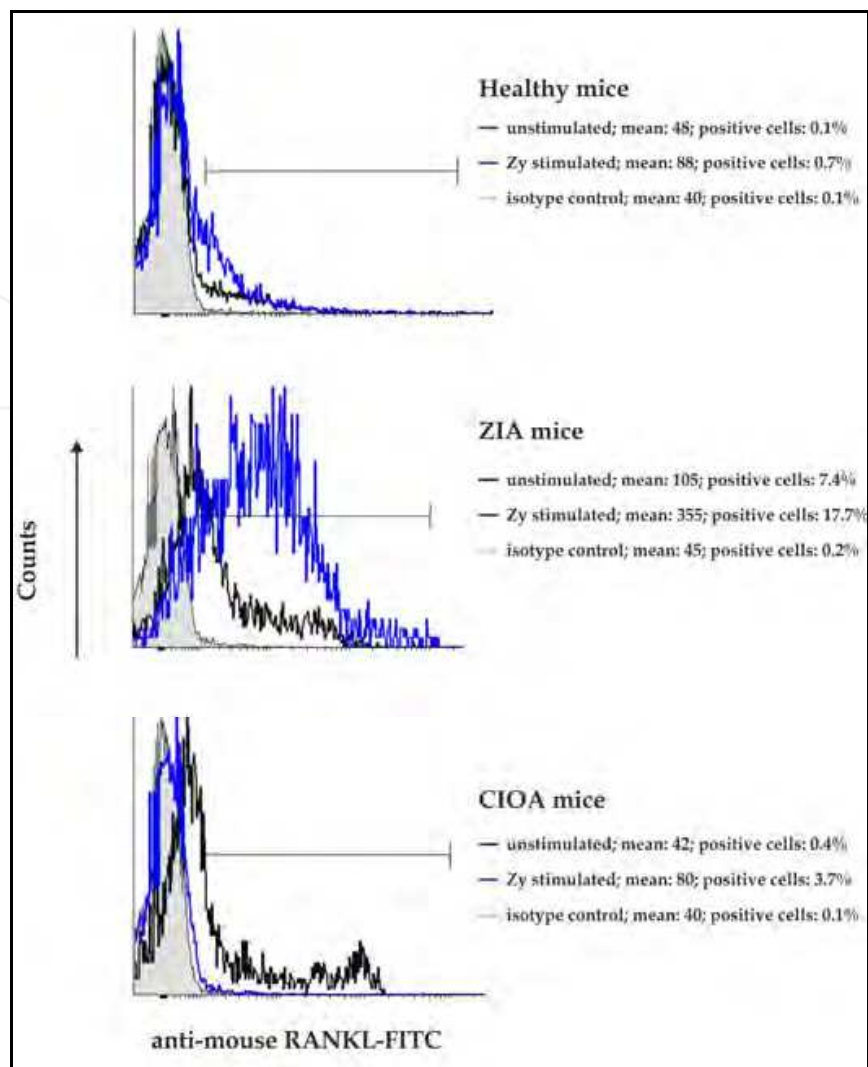 Healthy mice
unstimulated; mean: 48; positive cells: 0.1%
Zy stimulated; mean: 88; positive cells: 0.7%
isotype control; mean: 40; positive cells: 0.1%
ZIA mice
unstimulated; mean: 105; positive cells: 7.4%
Zy stimulated; mean: 355; positive cells: 17.7%
isotype control; mean: 45; positive cells: 0.2%
Counts
CIOA mice
unstimulated; mean: 42; positive cells: 0.4%
Zy stimulated; mean: 80; positive cells: 3.7%
isotype control; mean: 40; positive cells: 0.1%
anti-mouse RANKL-FITC